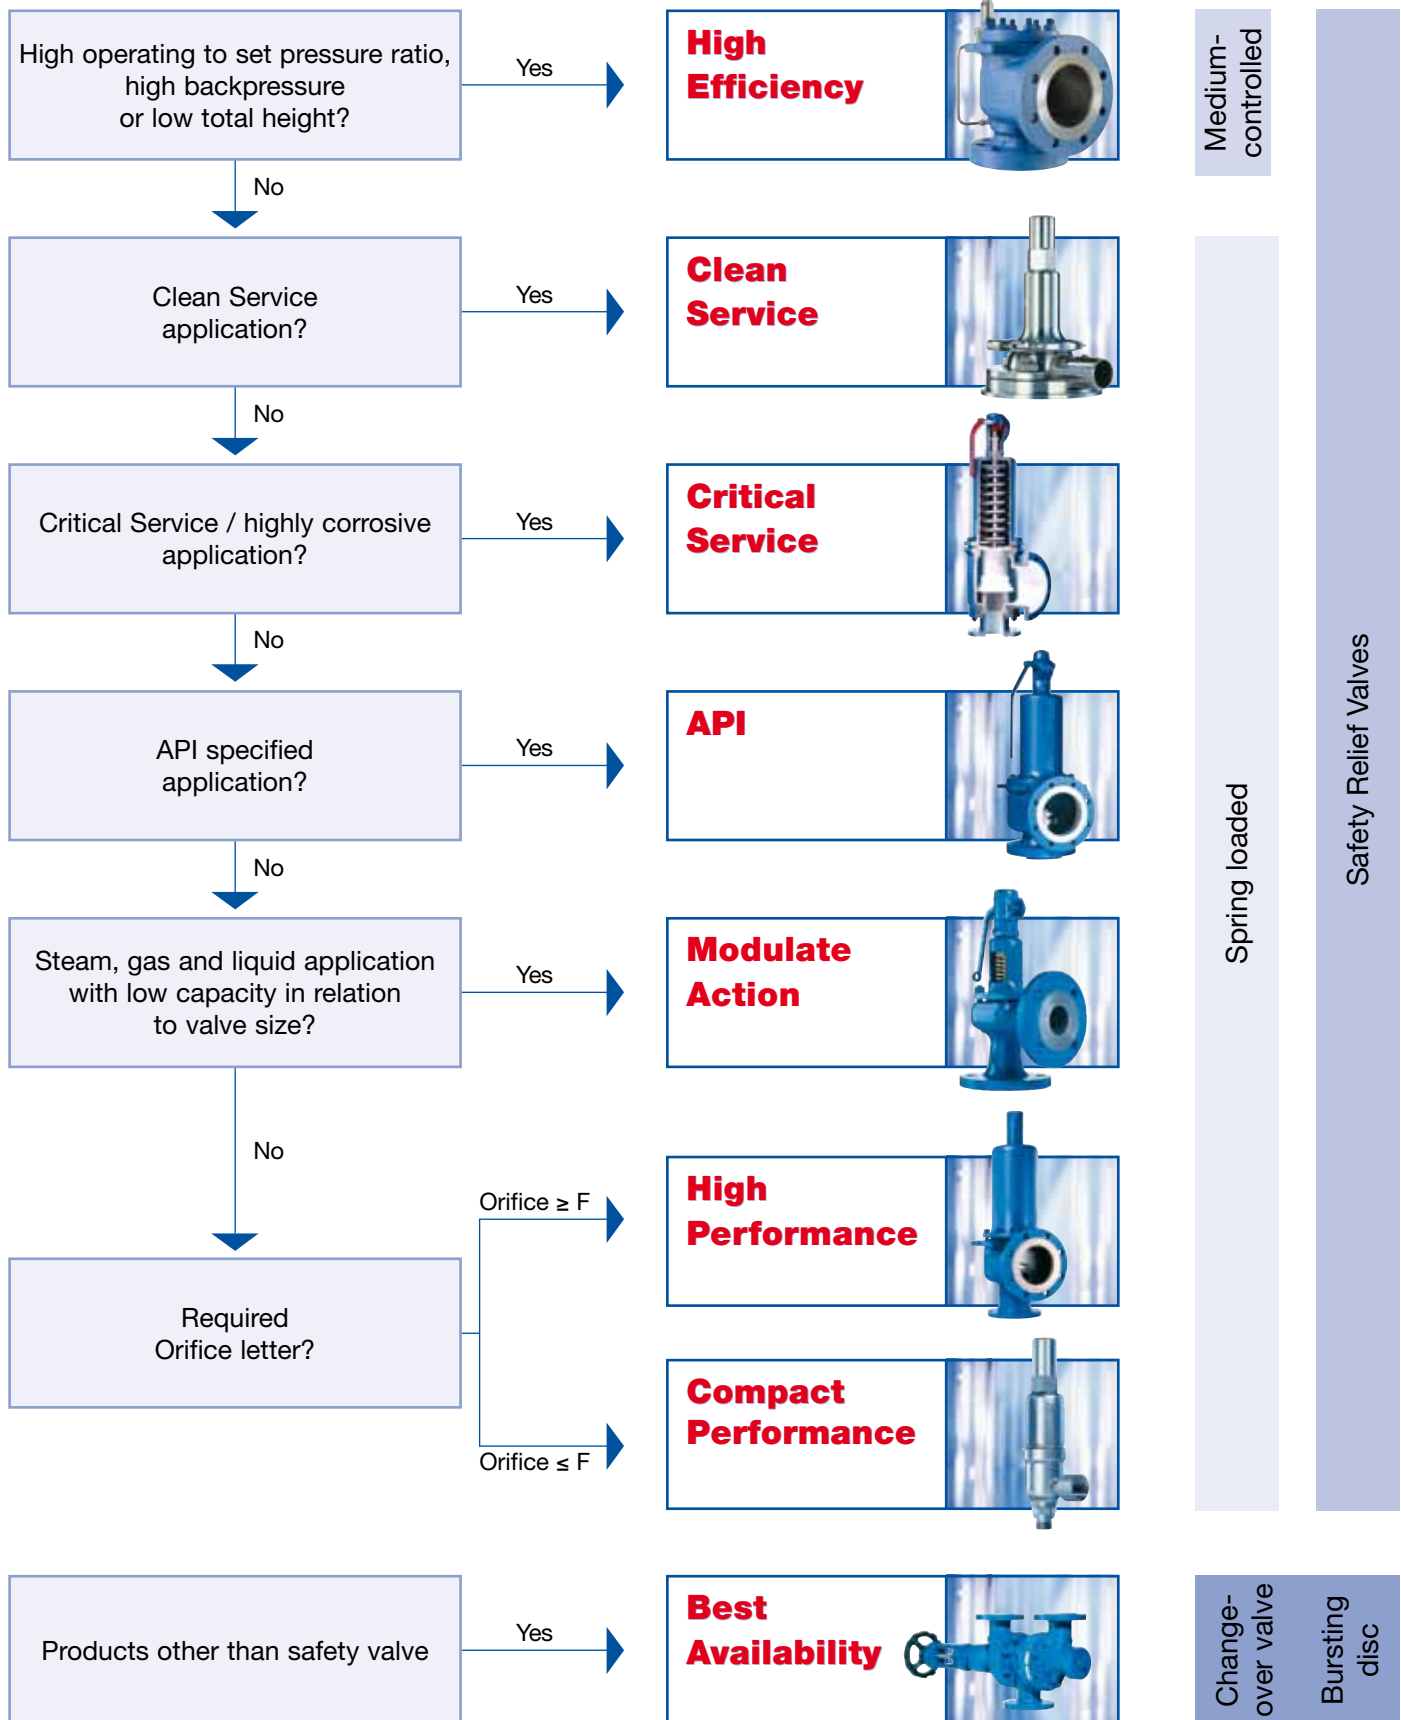 High operating to set pressure ratio,
high backpressure
or low total height?
Yes
High
Efficiency
Medium-
controlled
No
Clean Service
application?
Yes
Clean
Service
No
Critical Service / highly corrosive
application?
Yes
Critical
Service
No
API specified
application?
Yes
API
No
Steam, gas and liquid application
with low capacity in relation
to valve size?
Yes
Modulate
Action
No
Required
Orifice letter?
Orifice ≥ F
High
Performance
Orifice ≤ F
Compact
Performance
Spring loaded
Safety Relief Valves
Products other than safety valve
Yes
Best
Availability
Change-
over valve
Bursting
disc